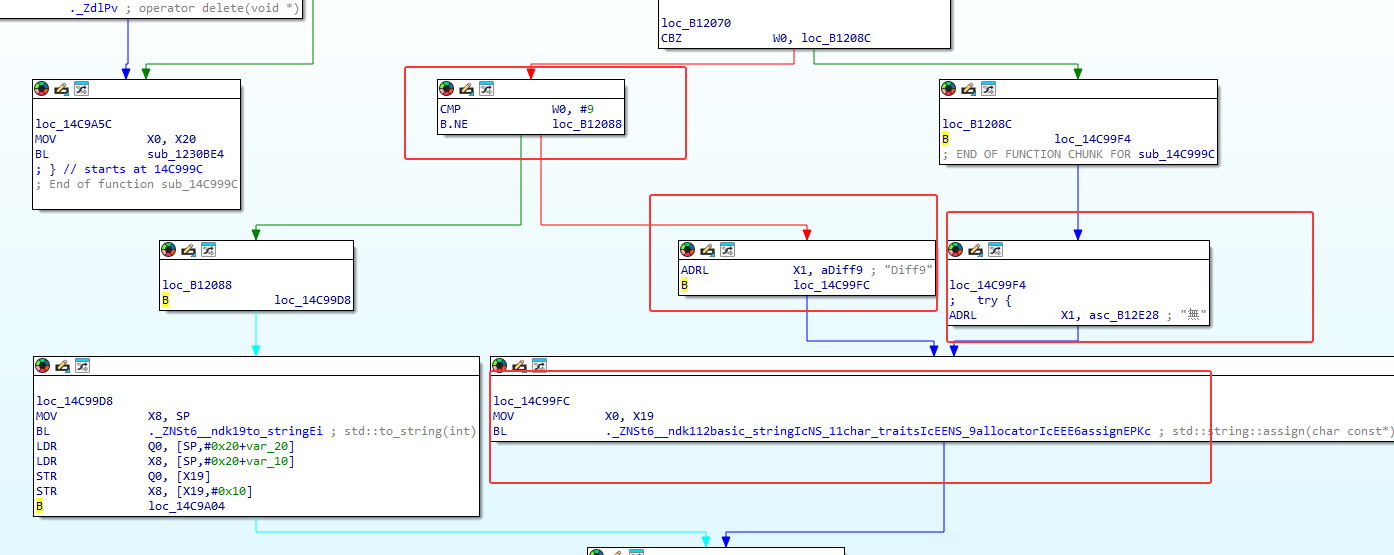 ._ZdlPv ; operator delete(void *)
loc_B12070
CBZ W0, loc_B1208C
loc_14C9A5C
MOV X0, X20
BL sub_1230BE4
; } // starts at 14C999C
; End of function sub_14C999C
CMP W0, #9
B.NE loc_B12088
loc_B1208C
B loc_14C99F4
; END OF FUNCTION CHUNK FOR sub_14C999C
loc_B12088
B loc_14C99D8
ADRL X1, aDiff9 ; "Diff9"
B loc_14C99FC
loc_14C99F4
; try {
ADRL X1, asc_B12E28 ; "無"
loc_14C99D8
MOV X8, SP
BL ._ZNSt6__ndk19to_stringEi ; std::to_string(int)
LDR Q0, [SP,#0x20+var_20]
LDR X8, [SP,#0x20+var_10]
STR Q0, [X19]
STR X8, [X19,#0x10]
B loc_14C9A04
loc_14C99FC
MOV X0, X19
BL ._ZNSt6__ndk112basic_stringIcNS_11char_traitsIcEENS_9allocatorIcEEE6assignEPKc ; std::string::assign(char const*)